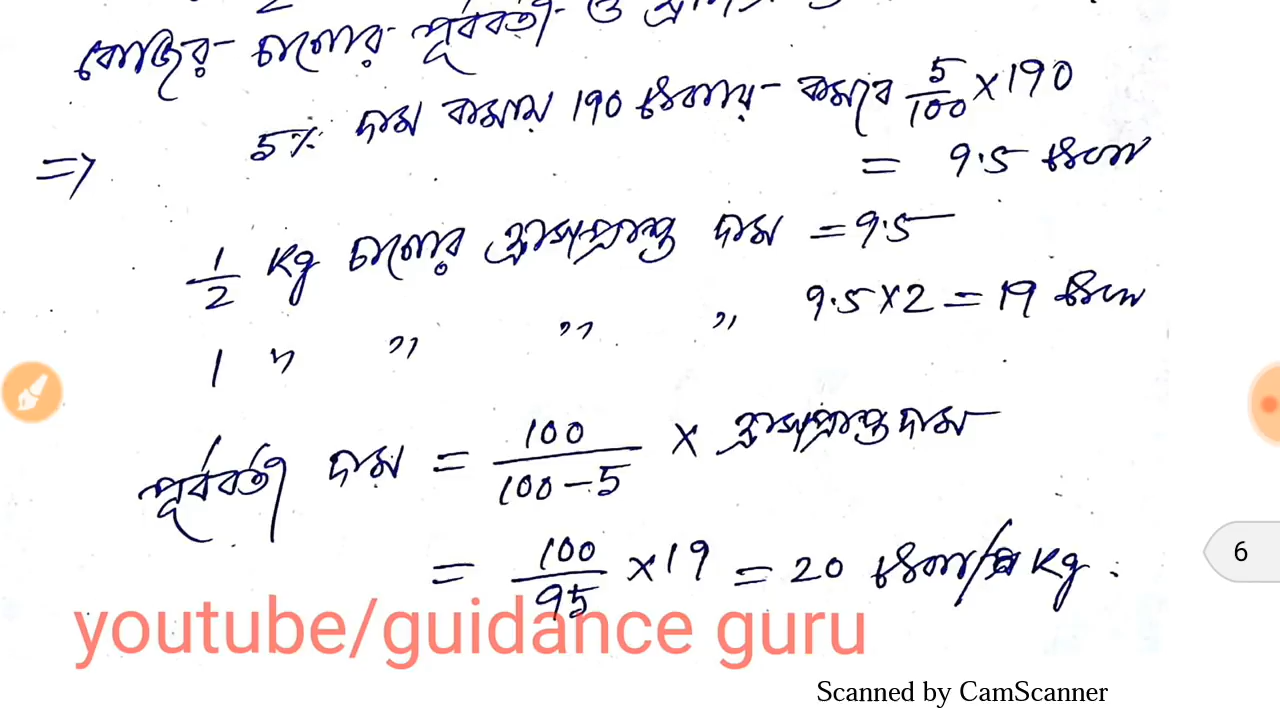 কেজির চালের পূর্ববর্তী ও
5% দাম কমায় 190 টাকায় কমবে 5/100 × 190
=> = 9.5 টাকা
1/2 Kg চালের হ্রাসপ্রাপ্ত দাম = 9.5
1 " " " " 9.5×2 = 19 টাকা
পূর্ববর্তী দাম = 100/(100-5) × হ্রাসপ্রাপ্ত দাম
= 100/95 ×19 = 20 টাকা/ Kg.
6
youtube/guidance guru
Scanned by CamScanner